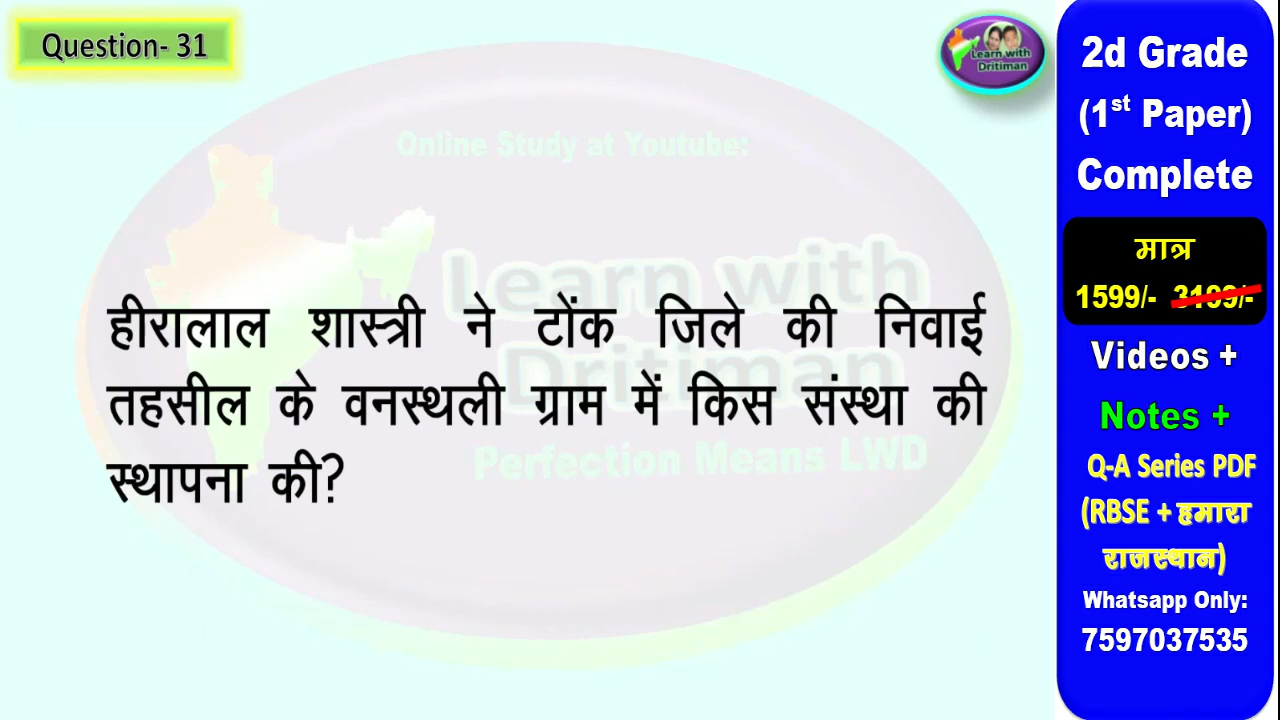 Question- 31
Learn with
Dritiman
Online Study at Youtube:
Learn with
Dritiman
Perfection Means LWD
हीरालाल शास्त्री ने टोंक जिले की निवाई
तहसील के वनस्थली ग्राम में किस संस्था की
स्थापना की?
2d Grade
(1st Paper)
Complete
मात्र
1599/- 3199/-
Videos +
Notes +
Q-A Series PDF
(RBSE + हमारा
राजस्थान)
Whatsapp Only:
7597037535